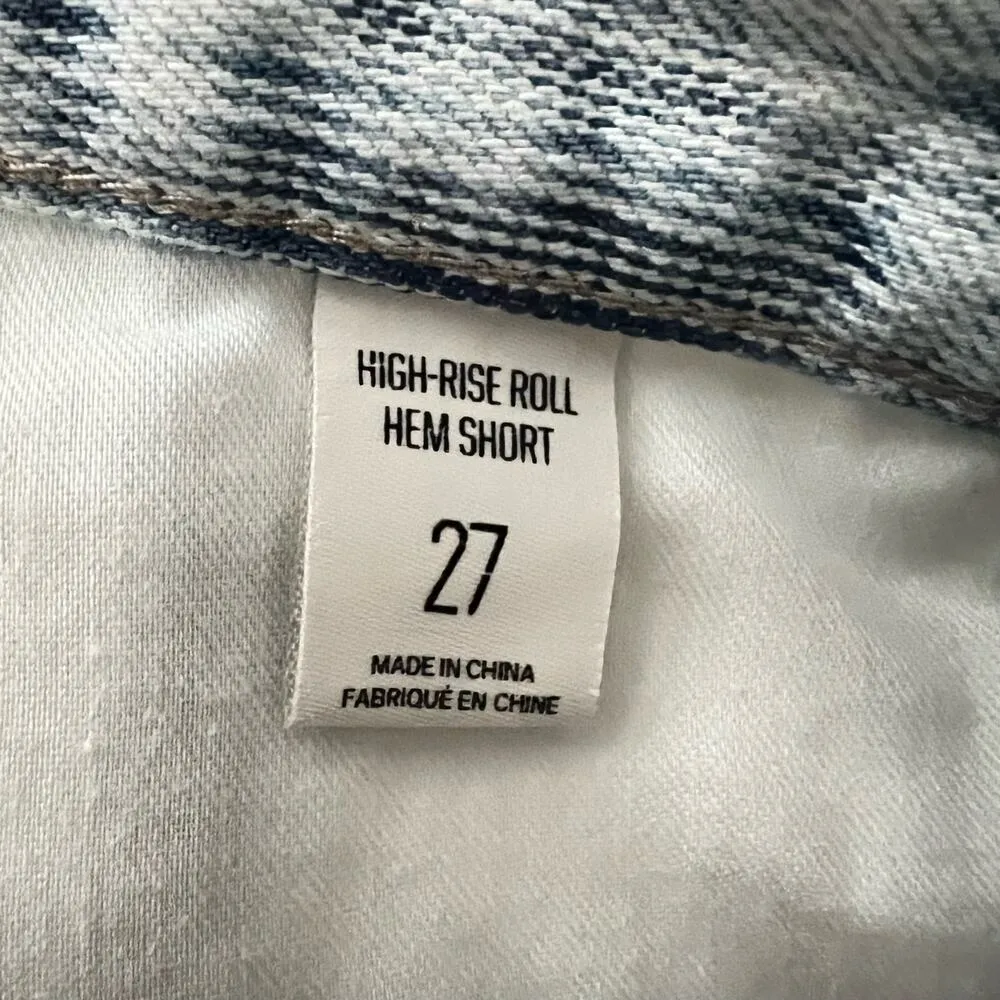 HIGH-RISE ROLL
HEM SHORT
27
MADE IN CHINA
FABRIQUÉ EN CHINE